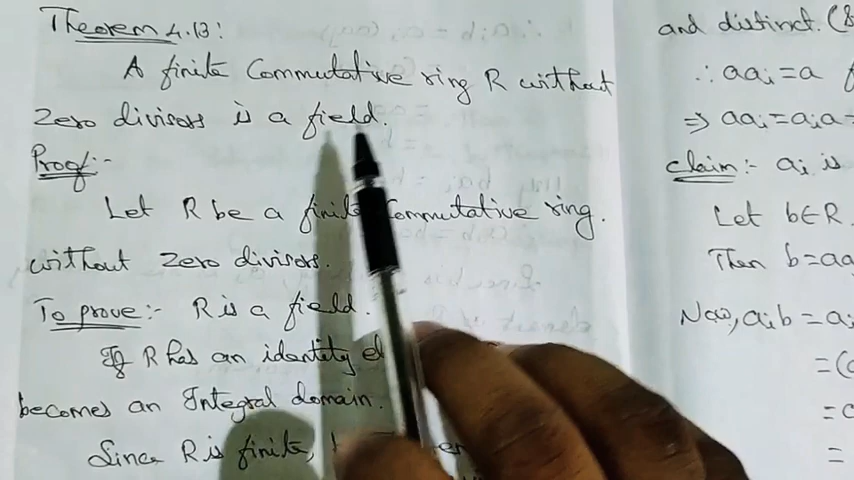 Theorem 4.13:
A finite Commutative ring R without
Zero divisors is a field.
Proof:-
Let R be a finite Commutative ring.
without Zero divisors.
To prove:- R is a field.
If R has an identity
becomes an Integral domain.
Since R is finite,
and distinct.
∴ aaᵢ = a
⇒ aaᵢ = aᵢa =
claim:- aᵢ is
Let b∈R.
Then b = aa
Now, aᵢb = aᵢ
=
=
=